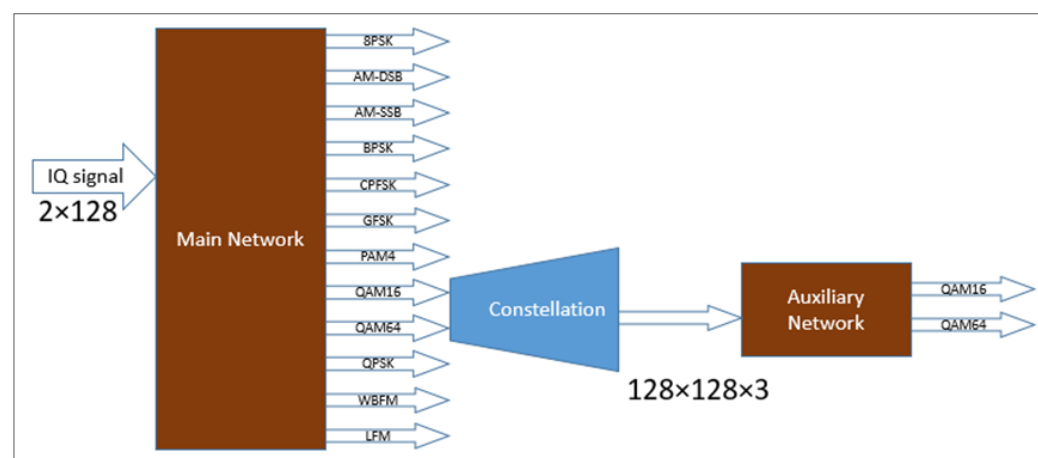 IQ signal
2×128
Main Network
8PSK
AM-DSB
AM-SSB
BPSK
CPFSK
GFSK
PAM4
QAM16
QAM64
QPSK
WBFM
LFM
Constellation
128×128×3
Auxiliary
Network
QAM16
QAM64